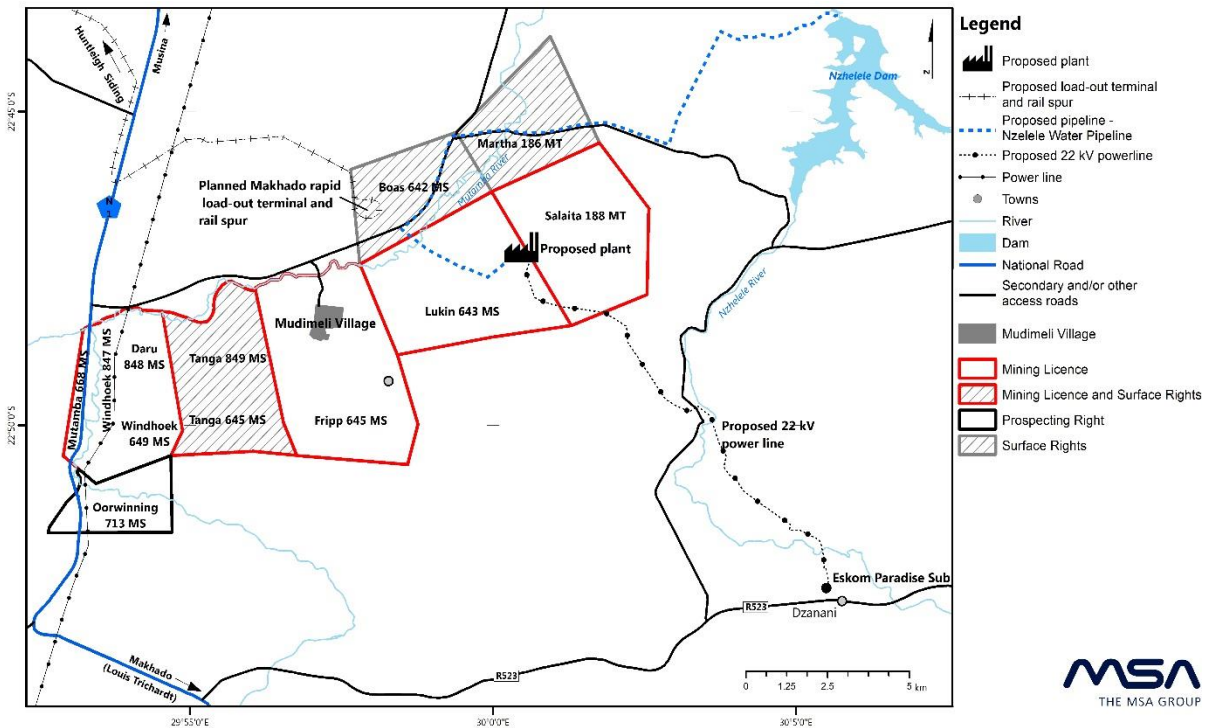 Huntleigh
Siding
Musina
Nzhelele Dam
N
22°45'0"S
22°50'0"S
Martha 186 MT
Mutamba River
Boas 642 MS
Planned Makhado rapid
load-out terminal and
rail spur
Salaita 188 MT
Proposed plant
N
1
Lukin 643 MS
Nzhelele River
Mudimeli Village
Mutamba 668 MS
Windhoek 847 MS
Daru
848 MS
Tanga 849 MS
Tanga 645 MS
Windhoek
649 MS
Fripp 645 MS
Proposed 22 kV
power line
Oorwinning
713 MS
Eskom Paradise Sub
Dzanani
R523
R523
Makhado
(Louis Trichardt)
0 1.25 2.5 5 km
29°55'0"E
30°0'0"E
30°5'0"E
Legend
Proposed plant
Proposed load-out terminal
and rail spur
Proposed pipeline -
Nzelele Water Pipeline
Proposed 22 kV powerline
Power line
Towns
River
Dam
National Road
Secondary and/or other
access roads
Mudimeli Village
Mining Licence
Mining Licence and Surface Rights
Prospecting Right
Surface Rights
MSA
THE MSA GROUP